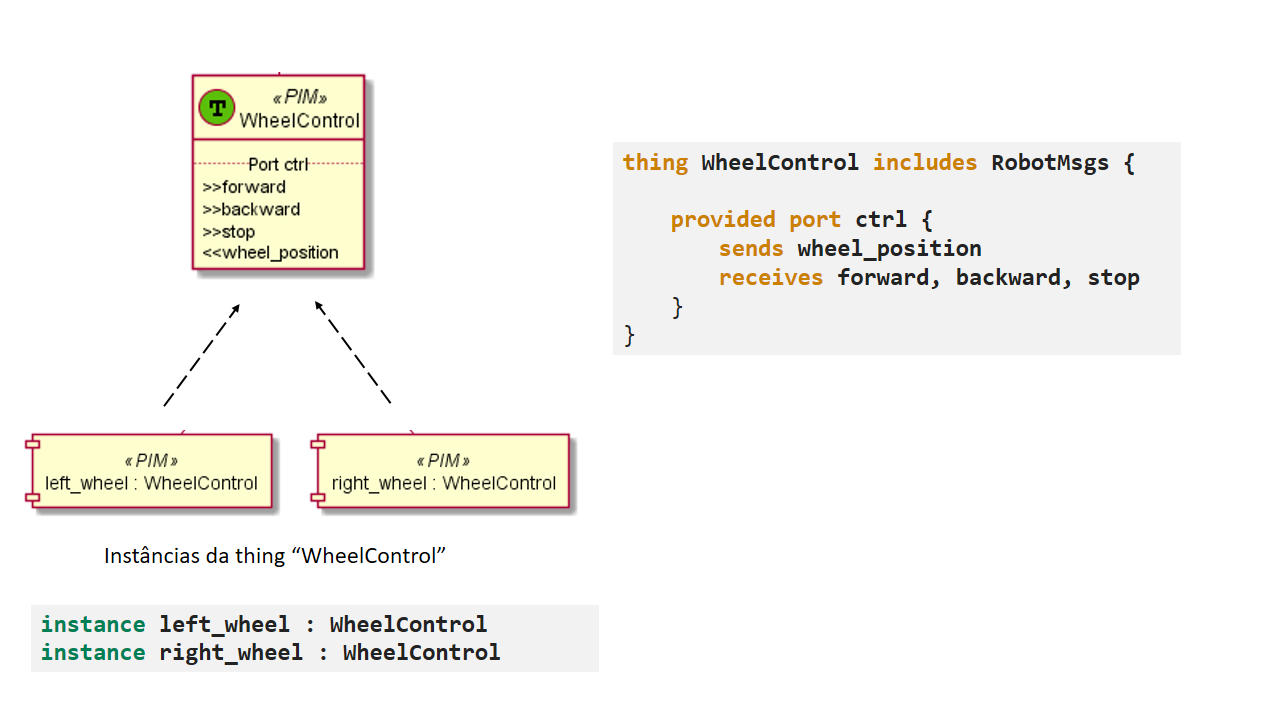 T
«PIM»
WheelControl
Port ctrl
>>forward
>>backward
>>stop
<<wheel_position
thing WheelControl includes RobotMsgs {
provided port ctrl {
sends wheel_position
receives forward, backward, stop
}
}
«PIM»
left_wheel : WheelControl
«PIM»
right_wheel : WheelControl
Instâncias da thing “WheelControl”
instance left_wheel : WheelControl
instance right_wheel : WheelControl